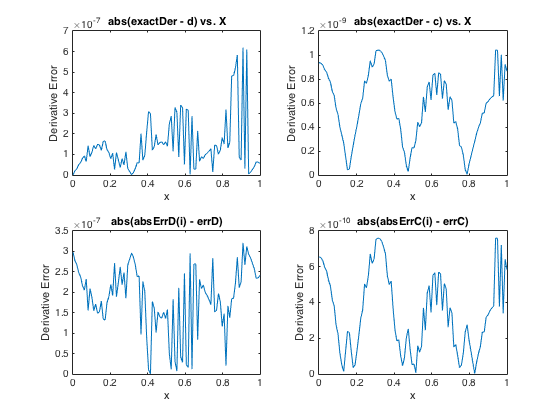 abs(exactDer - d) vs. X
×10-7
7
6
5
4
3
2
1
0
Derivative Error
0 0.2 0.4 0.6 0.8 1
x
abs(exactDer - c) vs. X
×10-9
1.2
1
0.8
0.6
0.4
0.2
0
Derivative Error
0 0.2 0.4 0.6 0.8 1
x
abs(absErrD(i) - errD)
×10-7
3.5
3
2.5
2
1.5
1
0.5
0
Derivative Error
0 0.2 0.4 0.6 0.8 1
x
abs(absErrC(i) - errC)
×10-10
8
6
4
2
0
Derivative Error
0 0.2 0.4 0.6 0.8 1
x